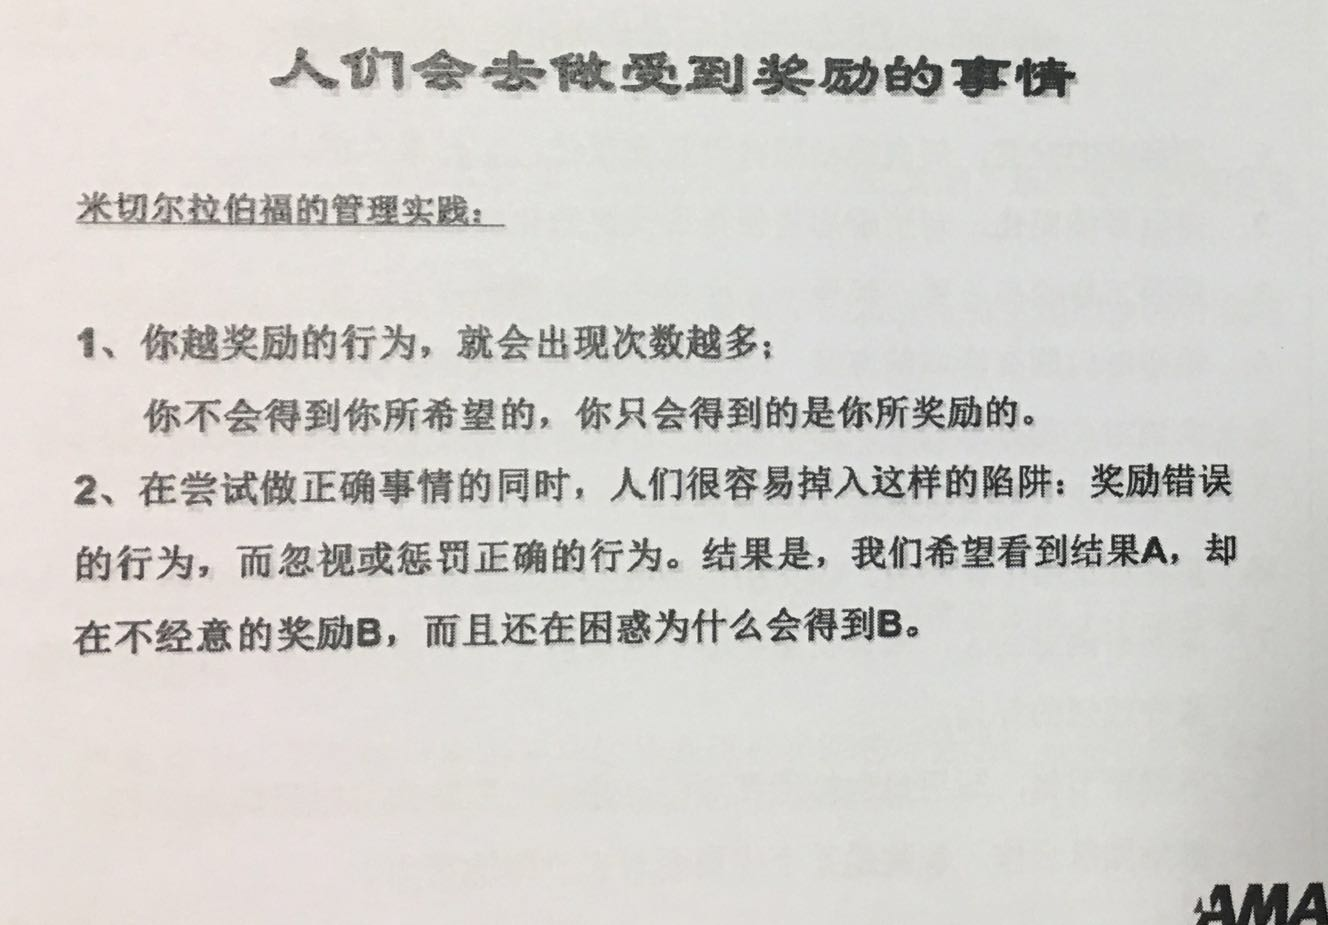 人们会去做受到奖励的事情
米切尔拉伯福的管理实践：
1、你越奖励的行为，就会出现次数越多；
你不会得到你所希望的，你只会得到的是你所奖励的。
2、在尝试做正确事情的同时，人们很容易掉入这样的陷阱：奖励错误
的行为，而忽视或惩罚正确的行为。结果是，我们希望看到结果A，却
在不经意的奖励B，而且还在困惑为什么会得到B。
AMA